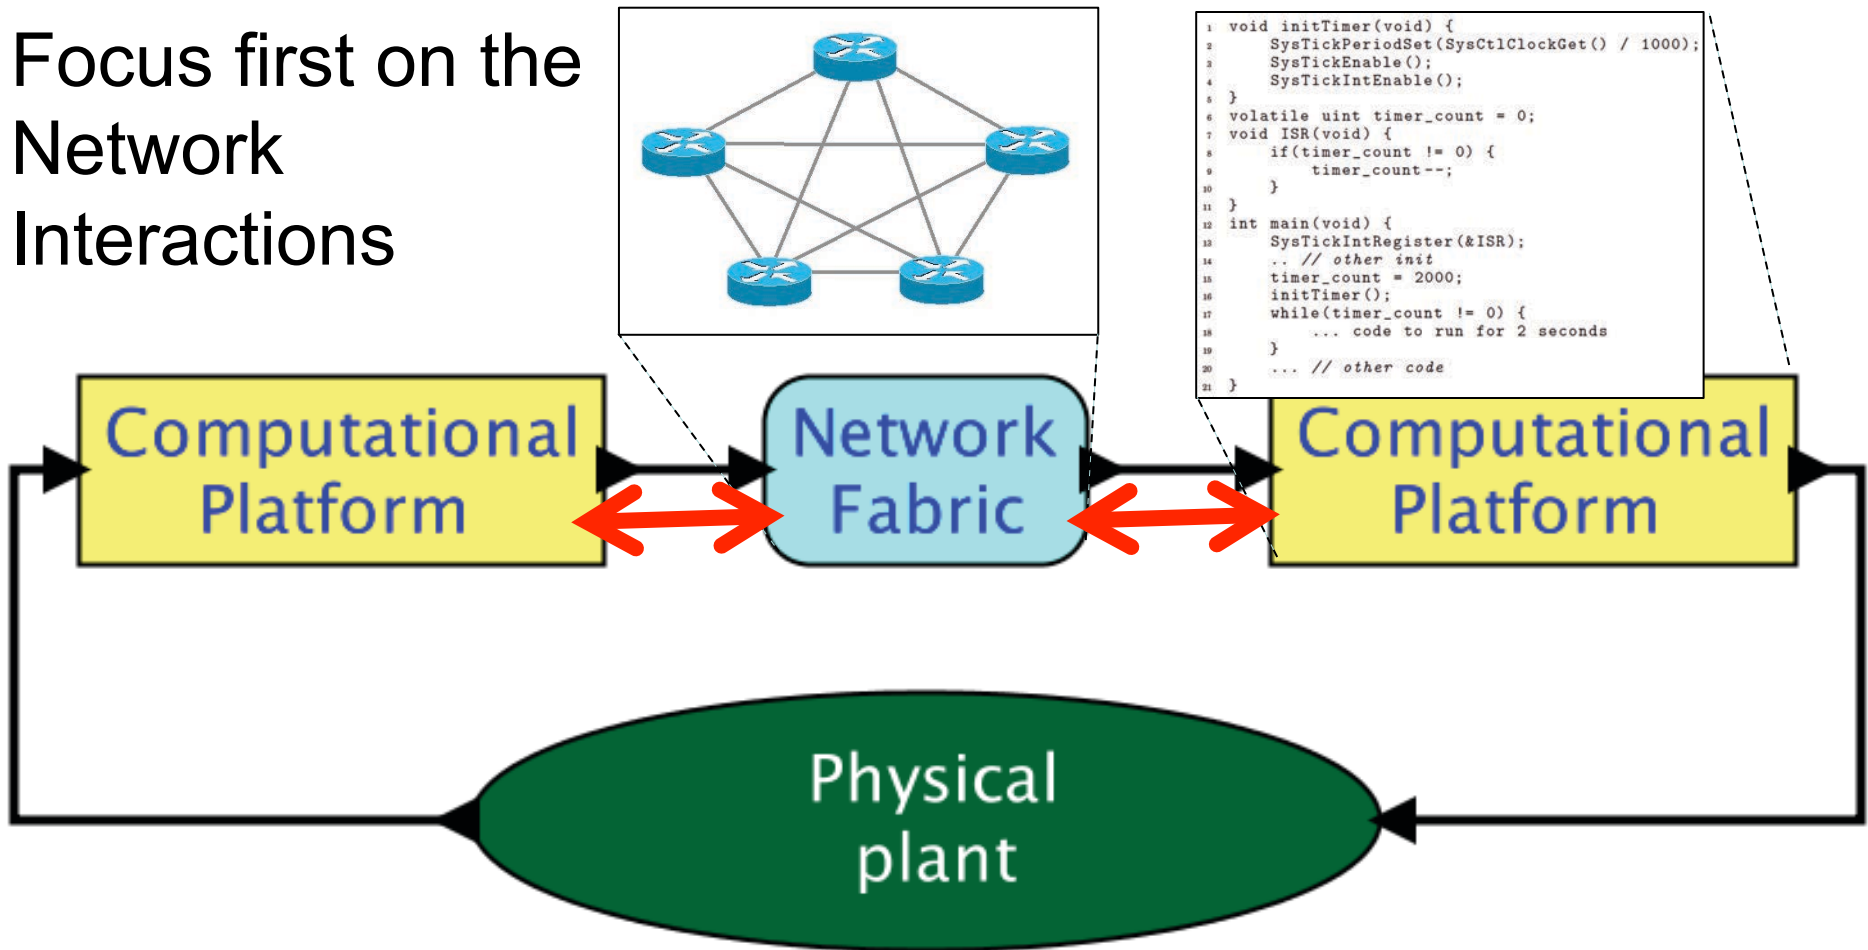 Focus first on the
Network
Interactions
1 void initTimer(void) {
2 SysTickPeriodSet(SysCtlClockGet() / 1000);
3 SysTickEnable();
4 SysTickIntEnable();
5 }
6 volatile uint timer_count = 0;
7 void ISR(void) {
8 if(timer_count != 0) {
9 timer_count--;
10 }
11 }
12 int main(void) {
13 SysTickIntRegister(&ISR);
14 .. // other init
15 timer_count = 2000;
16 initTimer();
17 while(timer_count != 0) {
18 ... code to run for 2 seconds
19 }
20 ... // other code
21 }
Computational
Platform
Network
Fabric
Computational
Platform
Physical
plant